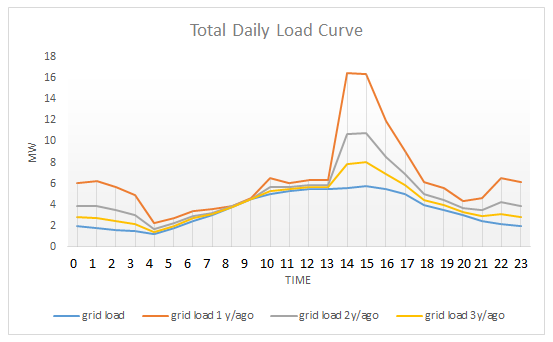 Total Daily Load Curve
18
16
14
12
10
8
6
4
2
0
MW
0 1 2 3 4 5 6 7 8 9 10 11 12 13 14 15 16 17 18 19 20 21 22 23
TIME
grid load grid load 1 y/ago grid load 2y/ago grid load 3y/ago